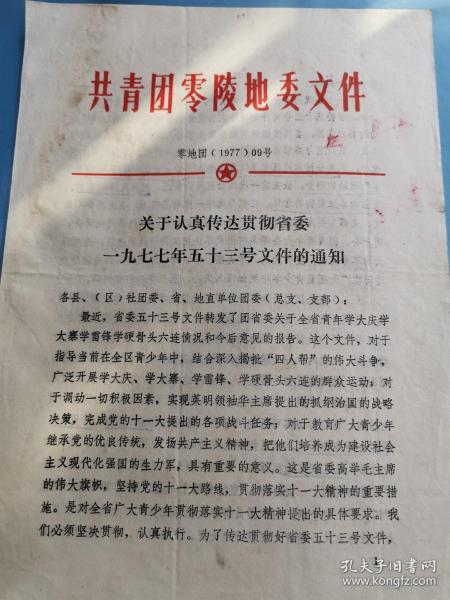 共青团零陵地委文件
零地团(1977)09号
关于认真传达贯彻省委
一九七七年五十三号文件的通知
各县、(区)社团委、省、地直单位团委(总支、支部):
最近,省委五十三号文件转发了团省委关于全省青年学大庆学
大寨学雷锋学硬骨头六连情况和今后意见的报告。这个文件,对于
指导当前在全区青少年中,结合深入揭批“四人帮”的伟大斗争,
广泛开展学大庆、学大寨、学雷锋、学硬骨头六连的群众运动;对
于调动一切积极因素,实现英明领袖华主席提出的抓纲治国的战略
决策,完成党的十一大提出的各项战斗任务;对于教育广大青少年
继承党的优良传统,发扬共产主义精神,把他们培养成为建设社会
主义现代化强国的生力军,具有重要的意义。这是省委高举毛主席
的伟大旗帜,坚持党的十一大路线,贯彻落实十一大精神的重要措
施。是对全省广大青少年贯彻落实十一大精神提出的具体要求。我
们必须坚决贯彻,认真执行。为了传达贯彻好省委五十三号文件,
1
孔夫子旧书网